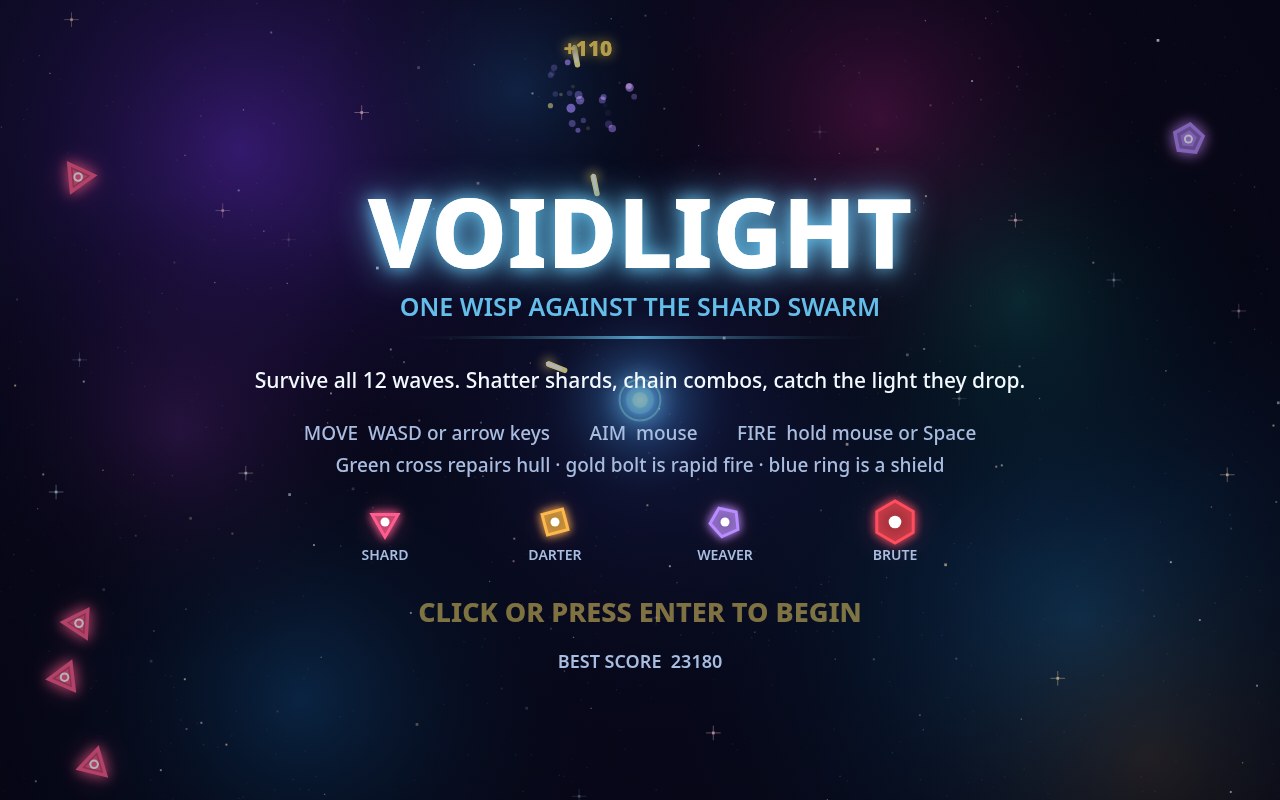 +110
VOIDLIGHT
ONE WISP AGAINST THE SHARD SWARM
Survive all 12 waves. Shatter shards, chain combos, catch the light they drop.
MOVE WASD or arrow keys AIM mouse FIRE hold mouse or Space
Green cross repairs hull · gold bolt is rapid fire · blue ring is a shield
SHARD DARTER WEAVER BRUTE
CLICK OR PRESS ENTER TO BEGIN
BEST SCORE 23180